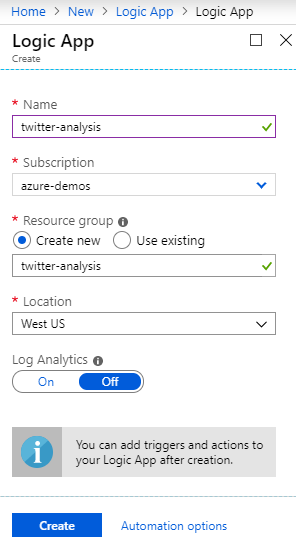 Home > New > Logic App > Logic App
Logic App
Create
* Name
twitter-analysis
* Subscription
azure-demos
* Resource group
Create new Use existing
twitter-analysis
* Location
West US
Log Analytics
On Off
You can add triggers and actions to
your Logic App after creation.
Create Automation options